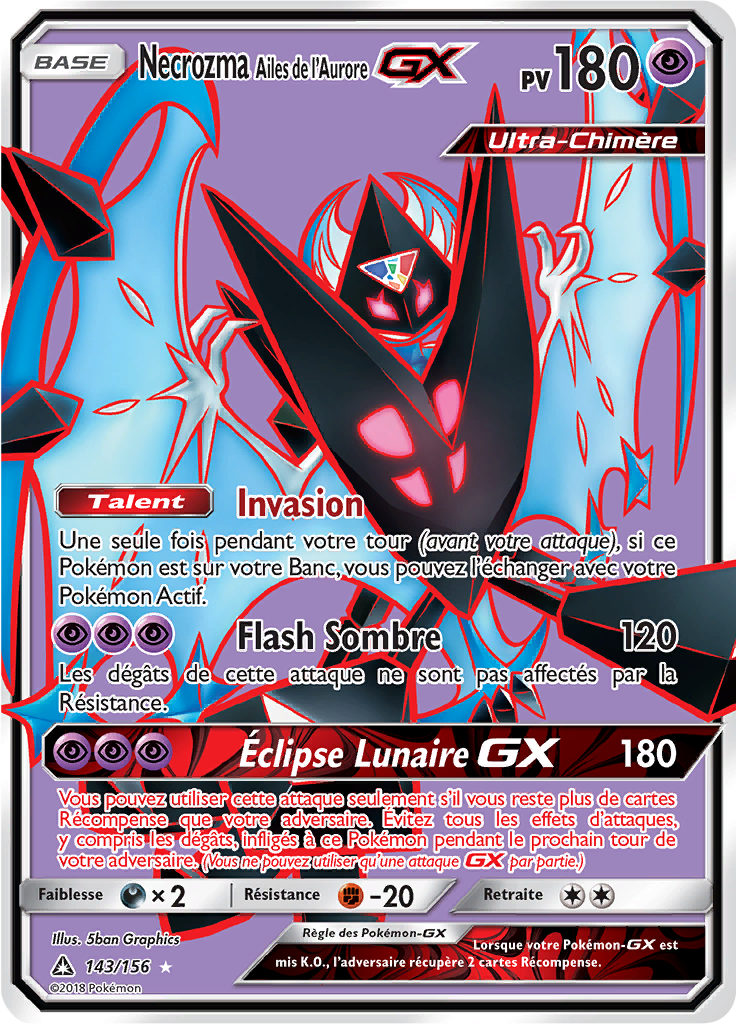 BASE Necrozma Ailes de l'Aurore GX PV 180
Ultra-Chimère
Talent Invasion
Une seule fois pendant votre tour (avant votre attaque), si ce
Pokémon est sur votre Banc, vous pouvez l'échanger avec votre
Pokémon Actif.
Flash Sombre 120
Les dégâts de cette attaque ne sont pas affectés par la
Résistance.
Éclipse Lunaire GX 180
Vous pouvez utiliser cette attaque seulement s'il vous reste plus de cartes
Récompense que votre adversaire. Évitez tous les effets d'attaques,
y compris les dégâts, infligés à ce Pokémon pendant le prochain tour de
votre adversaire. (Vous ne pouvez utiliser qu'une attaque GX par partie.)
Faiblesse ×2 Résistance -20 Retraite
Illus. 5ban Graphics
Règle des Pokémon-GX
Lorsque votre Pokémon-GX est
mis K.O., l'adversaire récupère 2 cartes Récompense.
143/156
©2018 Pokémon